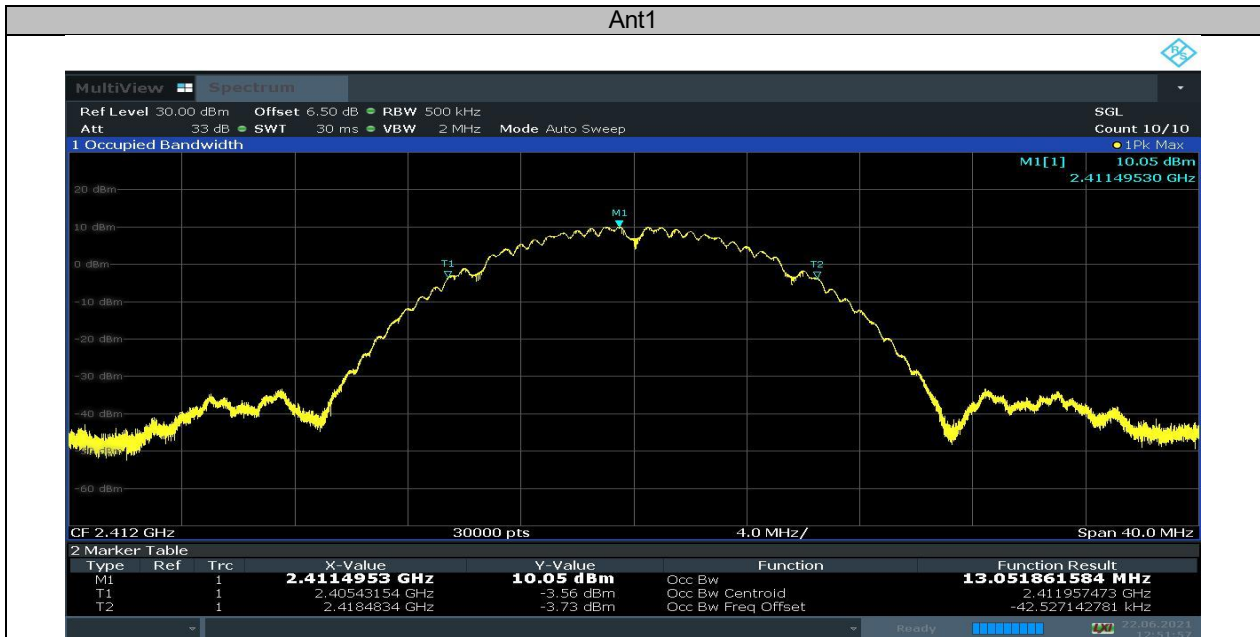 Ant1
R&S
MultiView Spectrum
Ref Level 30.00 dBm Offset 6.50 dB RBW 500 kHz SGL
Att 33 dB SWT 30 ms VBW 2 MHz Mode Auto Sweep Count 10/10
1 Occupied Bandwidth 1Pk Max
M1[1] 10.05 dBm
2.41149530 GHz
20 dBm
M1
10 dBm
T1 T2
0 dBm
-10 dBm
-20 dBm
-30 dBm
-40 dBm
-60 dBm
CF 2.412 GHz 30000 pts 4.0 MHz/ Span 40.0 MHz
2 Marker Table
Type Ref Trc X-Value Y-Value Function Function Result
M1 1 2.4114953 GHz 10.05 dBm Occ Bw 13.051861584 MHz
T1 1 2.40543154 GHz -3.56 dBm Occ Bw Centroid 2.411957473 GHz
T2 1 2.4184834 GHz -3.73 dBm Occ Bw Freq Offset -42.527142781 kHz
Ready LXI 22.06.2021
12:51:57